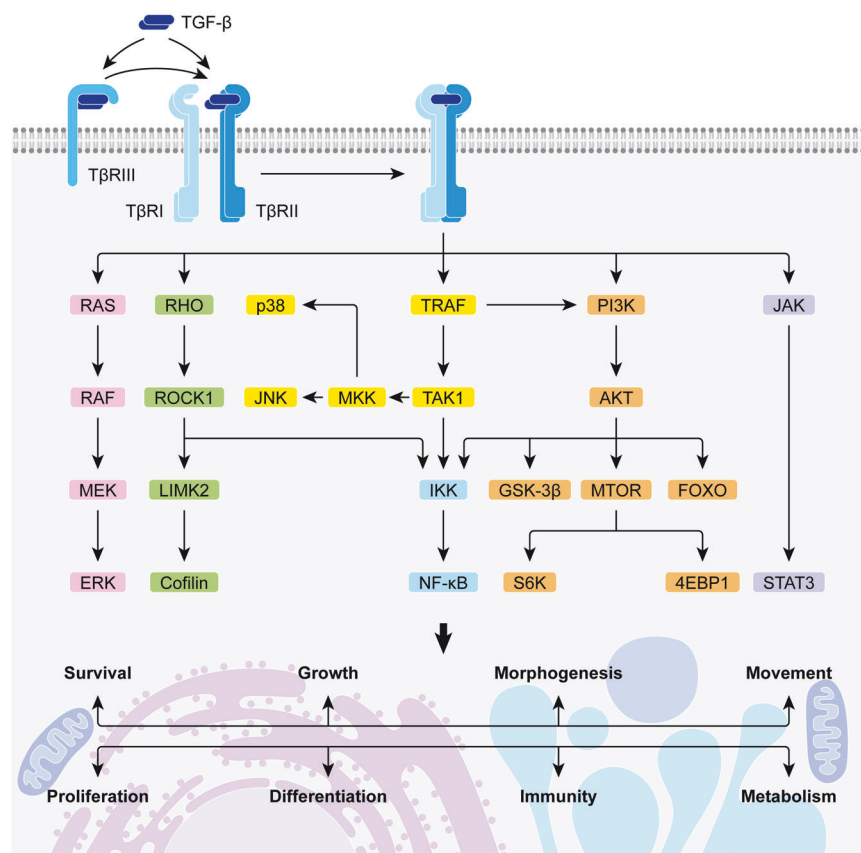 TGF-β
TβRIII
TβRI
TβRII
RAS
RHO
p38
TRAF
PI3K
JAK
RAF
ROCK1
JNK
MKK
TAK1
AKT
MEK
LIMK2
IKK
GSK-3β
MTOR
FOXO
ERK
Cofilin
NF-κB
S6K
4EBP1
STAT3
Survival
Growth
Morphogenesis
Movement
Proliferation
Differentiation
Immunity
Metabolism